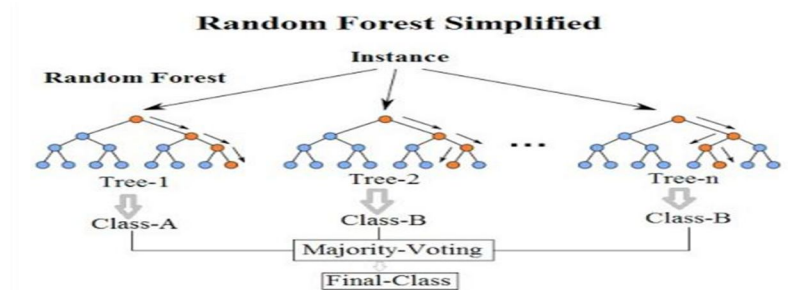 Random Forest Simplified
Instance
Random Forest
Tree-1 Tree-2 Tree-n
Class-A Class-B Class-B
Majority-Voting
Final-Class